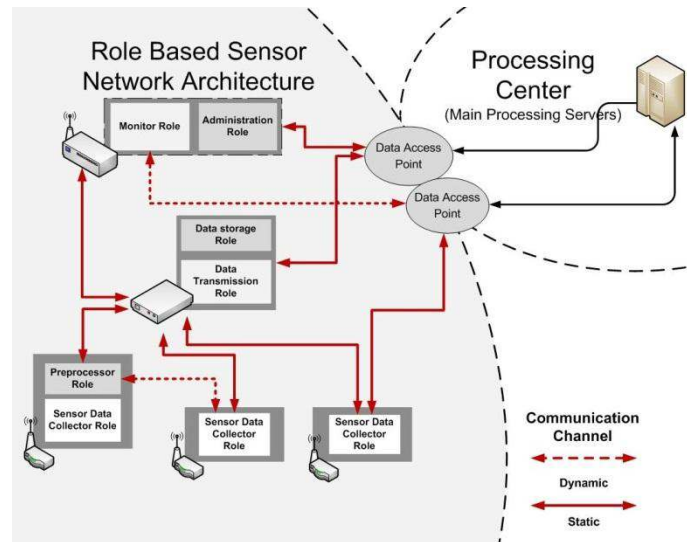 Role Based Sensor
Network Architecture
Processing
Center
(Main Processing Servers)
Monitor Role
Administration
Role
Data Access
Point
Data Access
Point
Data storage
Role
Data
Transmission
Role
Preprocessor
Role
Sensor Data
Collector Role
Sensor Data
Collector
Role
Sensor Data
Collector
Role
Communication
Channel
Dynamic
Static